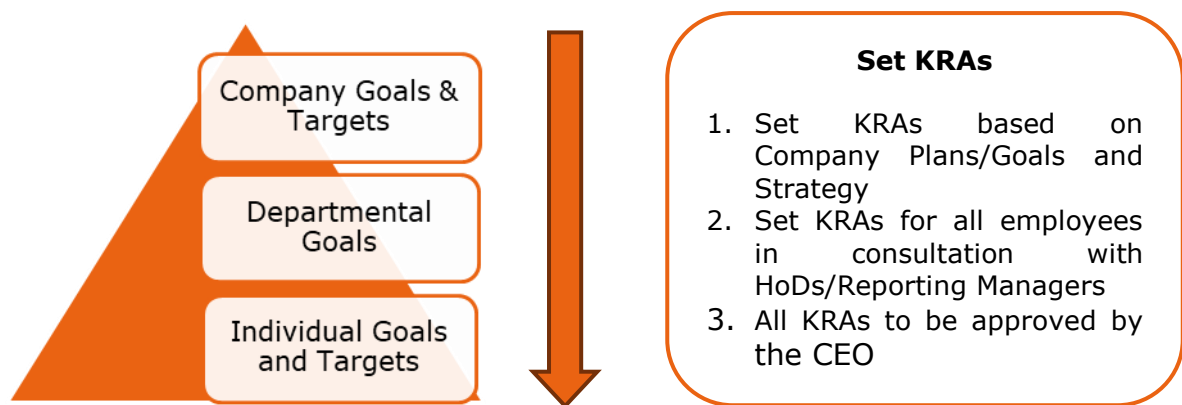 Company Goals &
Targets
Departmental
Goals
Individual Goals
and Targets
Set KRAs
1. Set KRAs based on
Company Plans/Goals and
Strategy
2. Set KRAs for all employees
in consultation with
HoDs/Reporting Managers
3. All KRAs to be approved by
the CEO